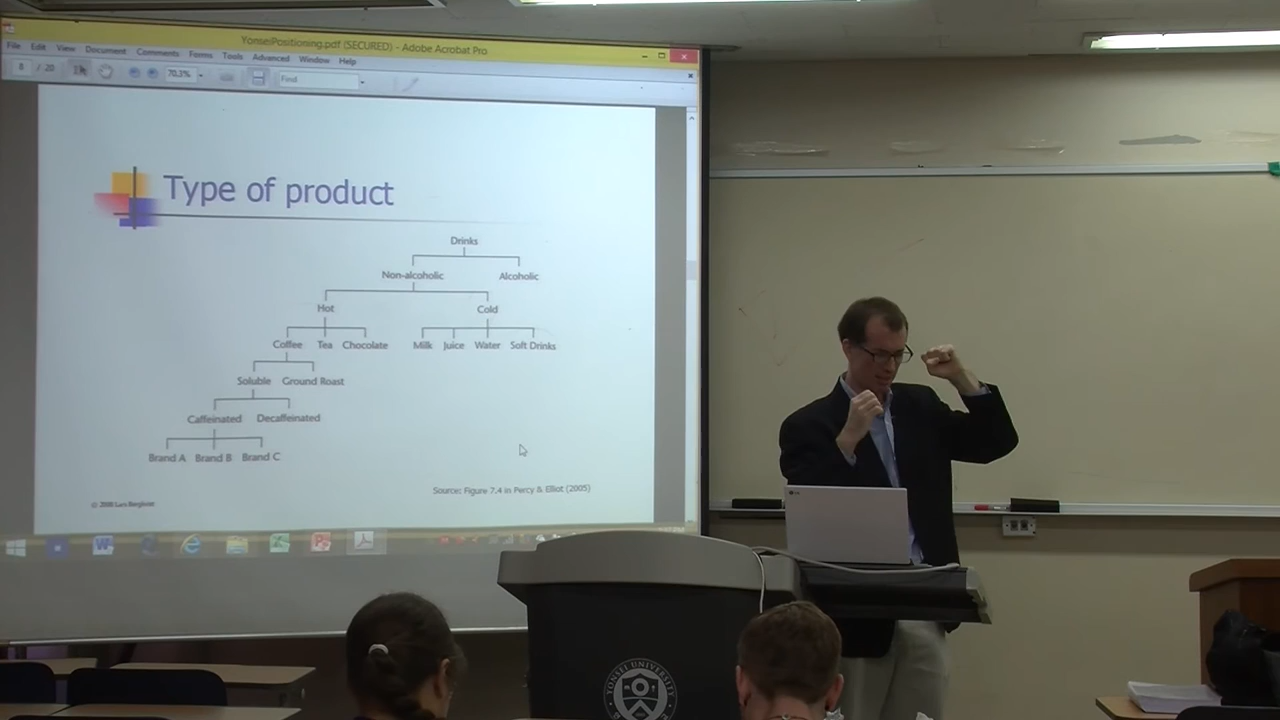 YonseiPositioning.pdf (SECURED) - Adobe Acrobat Pro
File Edit View Document Comments Forms Tools Advanced Window Help
8 / 20 70.3% Find
Type of product
Drinks
Non-alcoholic Alcoholic
Hot Cold
Coffee Tea Chocolate Milk Juice Water Soft Drinks
Soluble Ground Roast
Caffeinated Decaffeinated
Brand A Brand B Brand C
Source: Figure 7.4 in Percy & Elliot (2005)
YONSEI UNIVERSITY